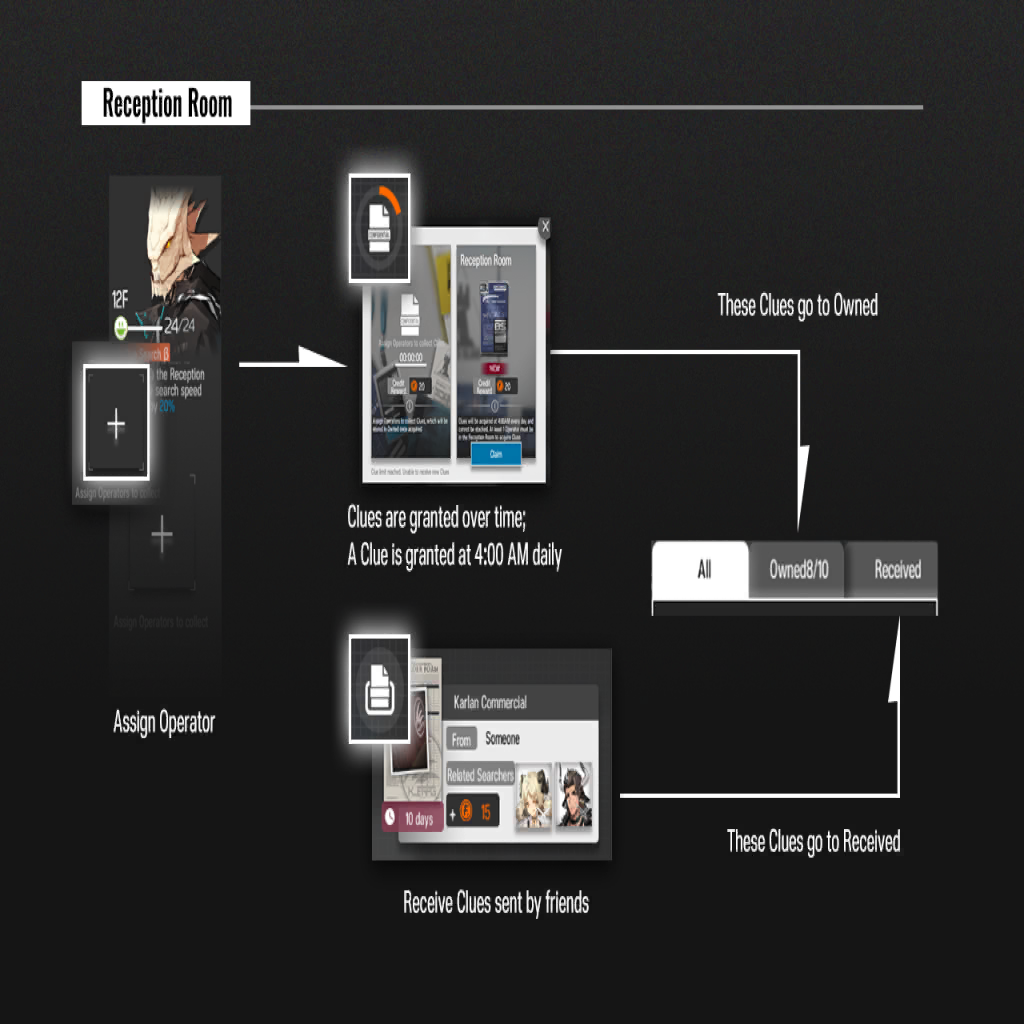 Reception Room
12F
24/24
Search β
the Reception
search speed
y 20%
Assign Operators to collect
Assign Operators to collect
Assign Operator
CONFIDENTIAL
Assign Operators to collect Clues
00:00:00
Credit
Reward
20
Assign Operators to collect Clues, which will be
stored in Owned once acquired
Clue limit reached. Unable to receive new Clues
Reception Room
NEW
Credit
Reward
20
Clues will be acquired at 4:00AM every day and
cannot be stacked. At least 1 Operator must be
in the Reception Room to acquire Clues
Claim
Clues are granted over time;
A Clue is granted at 4:00 AM daily
These Clues go to Owned
All
Owned8/10
Received
Karlan Commercial
From
Someone
Related Searchers
+ 15
10 days
Receive Clues sent by friends
These Clues go to Received